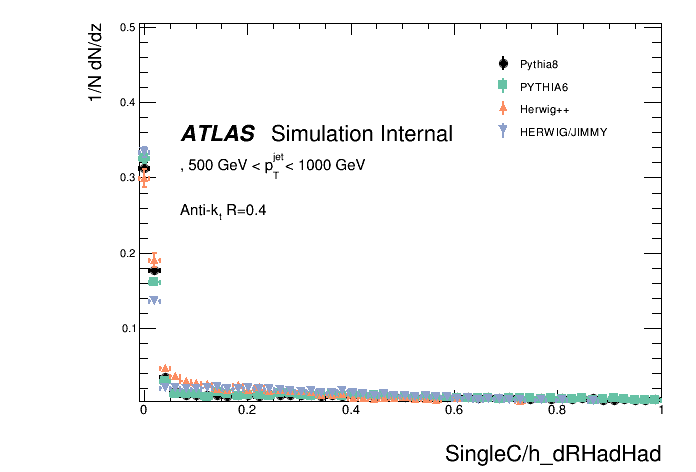 1/N dN/dz
0.5
0.4
0.3
0.2
0.1
0
Pythia8
PYTHIA6
Herwig++
HERWIG/JIMMY
ATLAS Simulation Internal
, 500 GeV < p_T^jet < 1000 GeV
Anti-k_t R=0.4
0 0.2 0.4 0.6 0.8 1
SingleC/h_dRHadHad